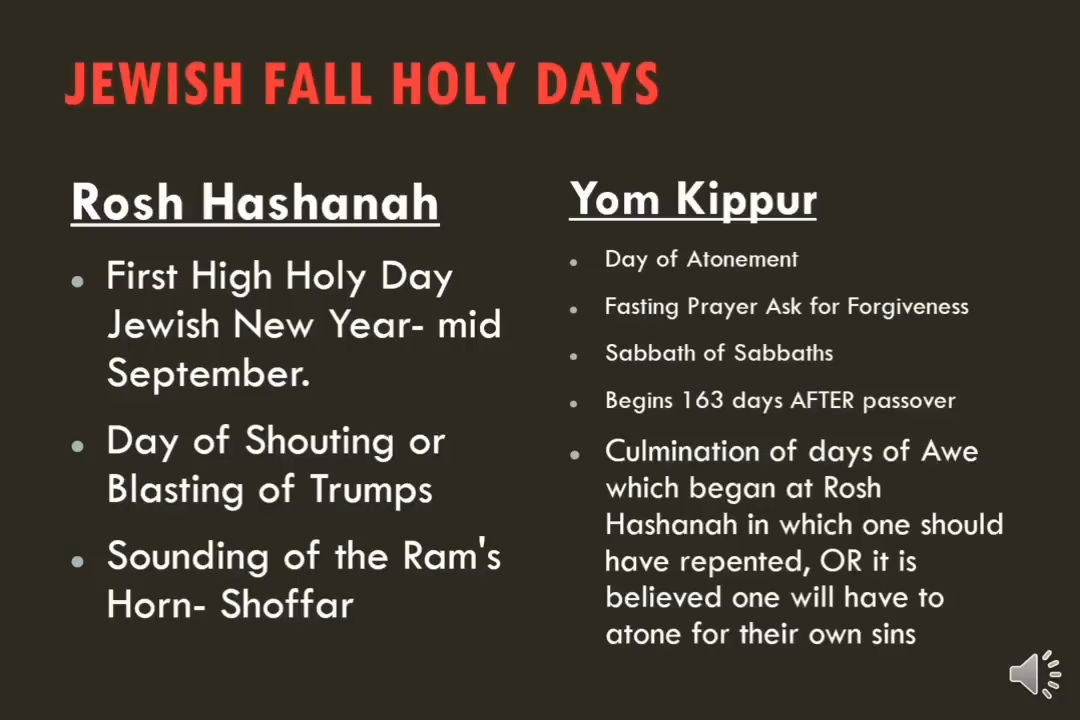 JEWISH FALL HOLY DAYS
Rosh Hashanah
• First High Holy Day
Jewish New Year- mid
September.
• Day of Shouting or
Blasting of Trumps
• Sounding of the Ram's
Horn- Shoffar
Yom Kippur
• Day of Atonement
• Fasting Prayer Ask for Forgiveness
• Sabbath of Sabbaths
• Begins 163 days AFTER passover
• Culmination of days of Awe
which began at Rosh
Hashanah in which one should
have repented, OR it is
believed one will have to
atone for their own sins